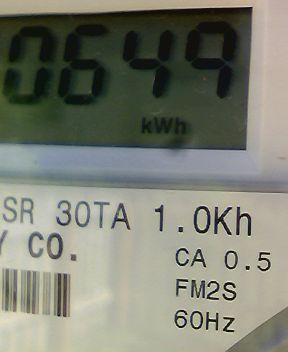 0649
kWh
SR 30TA 1.0Kh
Y CO.
CA 0.5
FM2S
60Hz